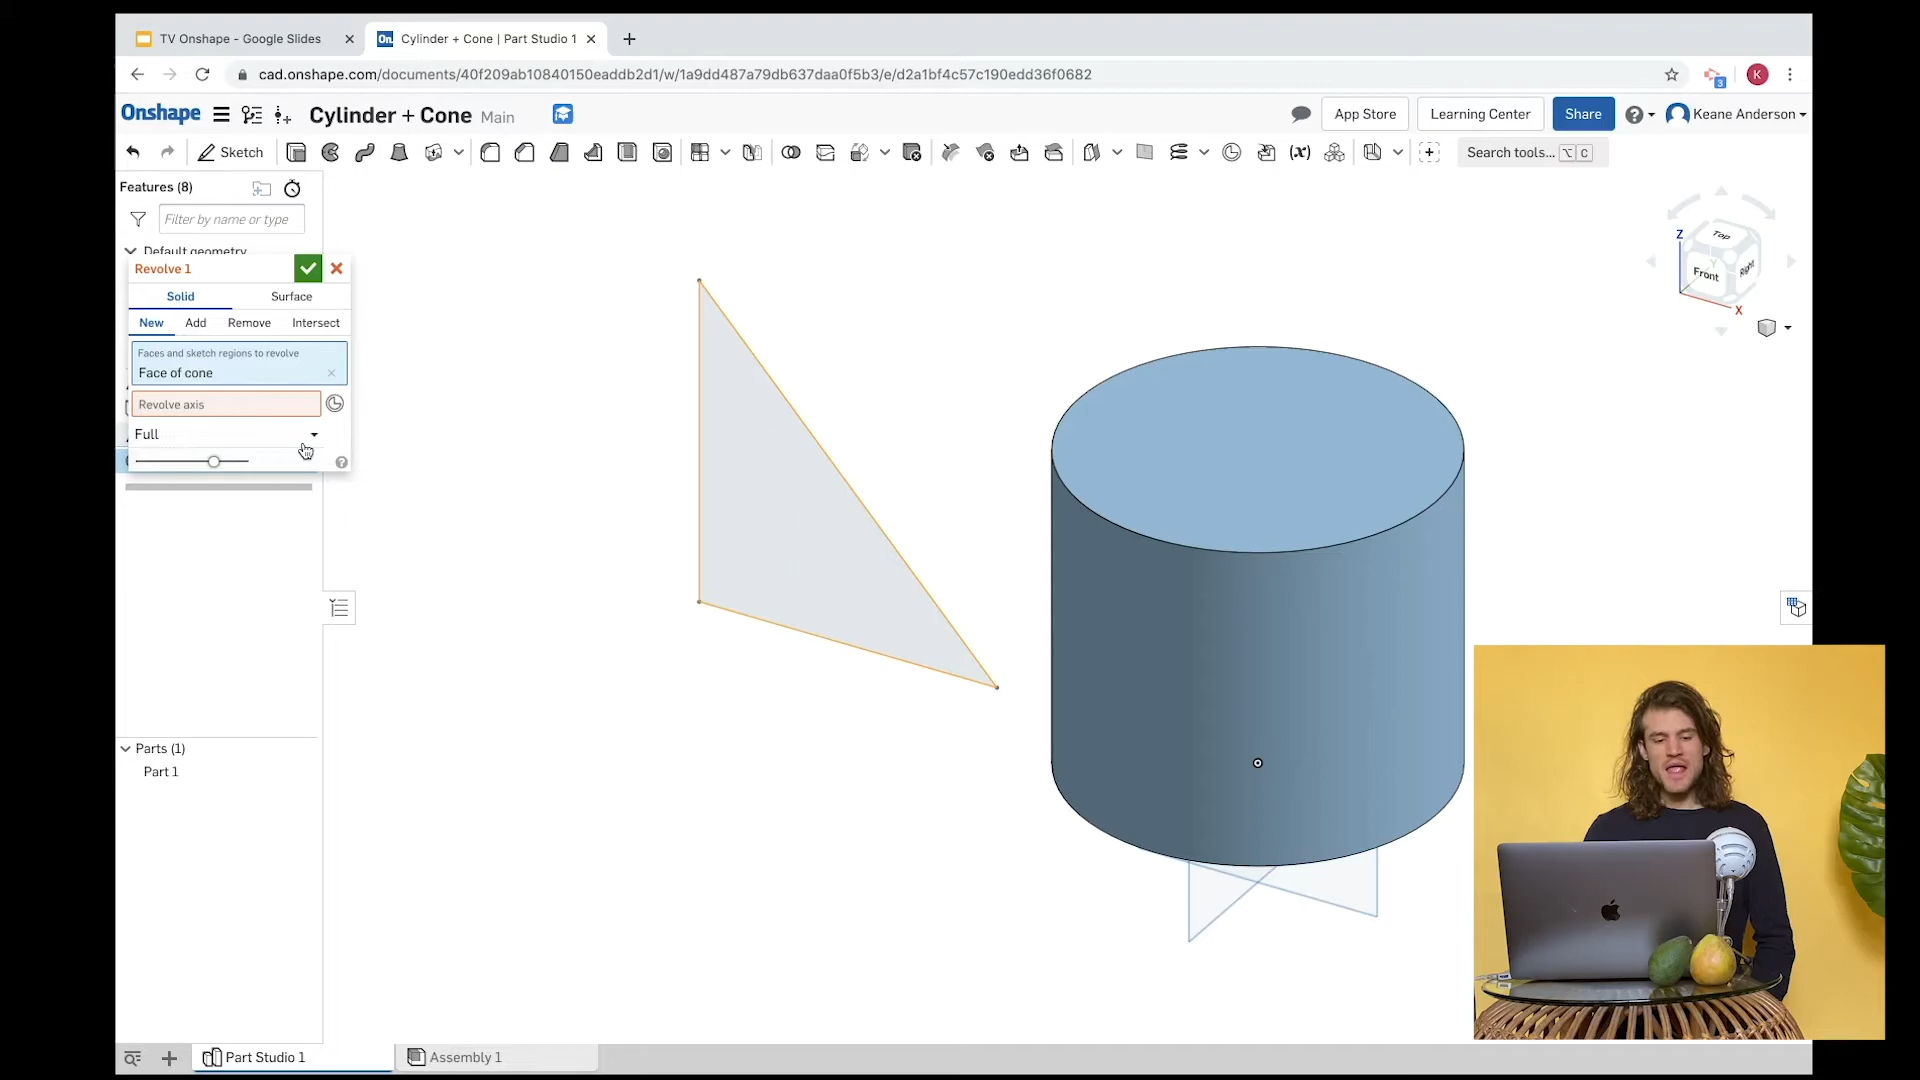 TV Onshape - Google Slides
On. Cylinder + Cone | Part Studio 1
cad.onshape.com/documents/40f209ab10840150eaddb2d1/w/1a9dd487a79db637daa0f5b3/e/d2a1bf4c57c190edd36f0682
3
K
Onshape
Cylinder + Cone Main
App Store
Learning Center
Share
Keane Anderson
Sketch
(x)
Search tools... ⌥ C
Features (8)
Filter by name or type
Default geometry
Revolve 1
Solid Surface
New Add Remove Intersect
Faces and sketch regions to revolve
Face of cone
Revolve axis
Full
Parts (1)
Part 1
Z
Top
Y
Front
Right
X
Part Studio 1
Assembly 1